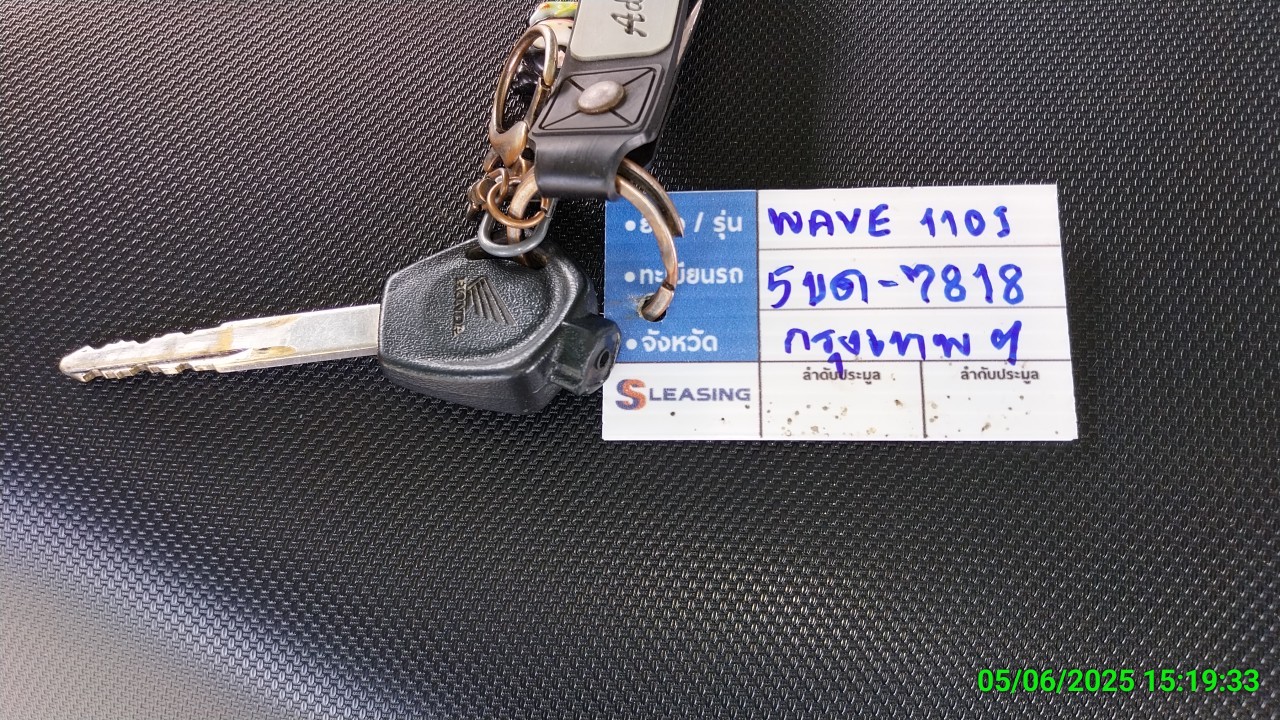 Ad
HONDA
•ยี่ห้อ / รุ่น WAVE 110I
•ทะเบียนรถ 5ขด-7818
•จังหวัด กรุงเทพฯ
SLEASING ลำดับประมูล ลำดับประมูล
05/06/2025 15:19:33